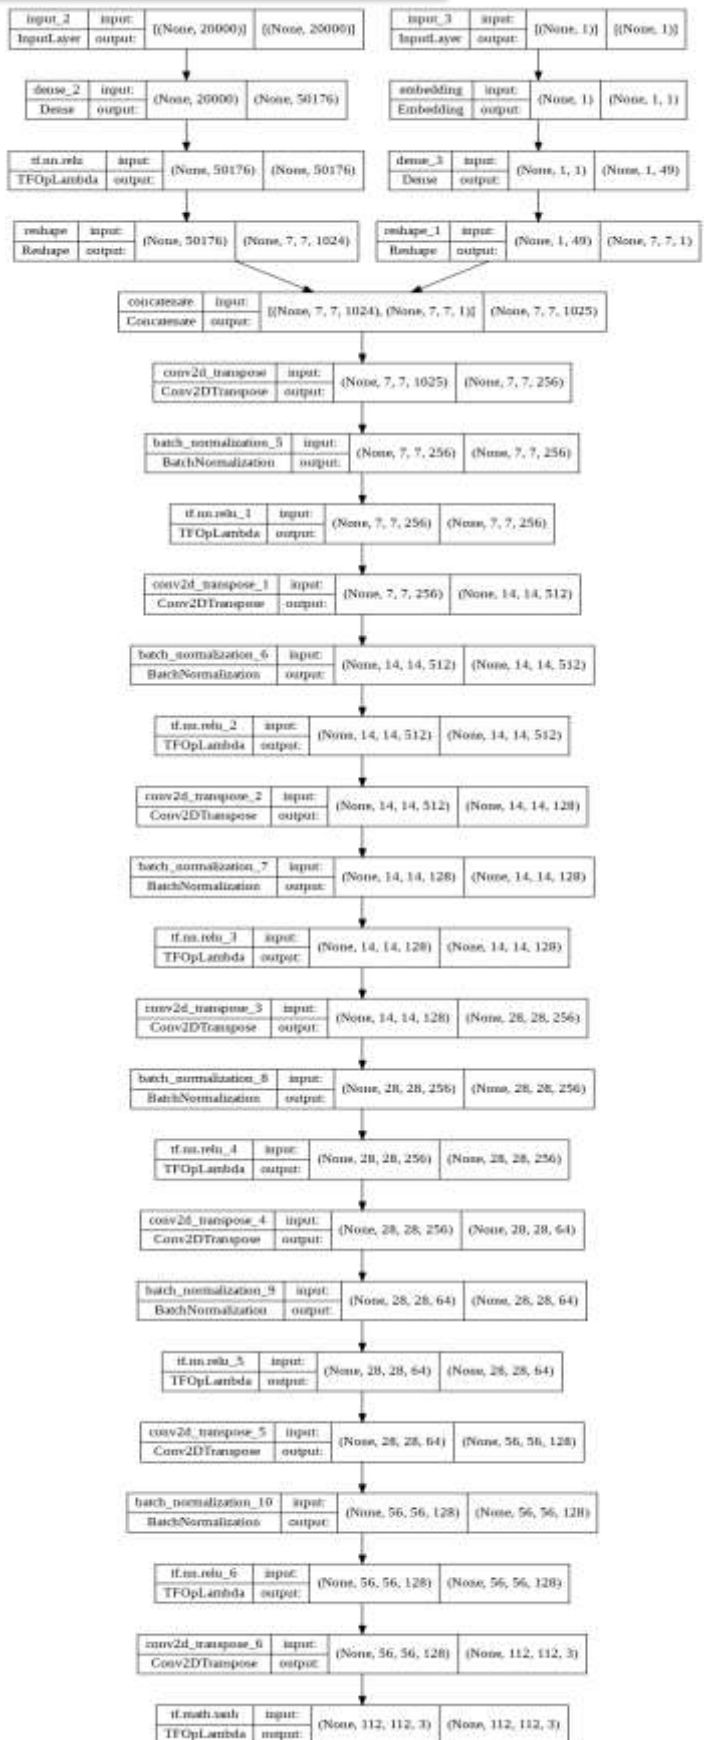 input_2 input: [(None, 20000)] [(None, 20000)]
InputLayer output:
input_3 input: [(None, 1)] [(None, 1)]
InputLayer output:
dense_2 input: (None, 20000) (None, 50176)
Dense output:
embedding input: (None, 1) (None, 1, 1)
Embedding output:
tf.nn.relu input: (None, 50176) (None, 50176)
TFOpLambda output:
dense_3 input: (None, 1, 1) (None, 1, 49)
Dense output:
reshape input: (None, 50176) (None, 7, 7, 1024)
Reshape output:
reshape_1 input: (None, 1, 49) (None, 7, 7, 1)
Reshape output:
concatenate input: [(None, 7, 7, 1024), (None, 7, 7, 1)] (None, 7, 7, 1025)
Concatenate output:
conv2d_transpose input: (None, 7, 7, 1025) (None, 7, 7, 256)
Conv2DTranspose output:
batch_normalization_5 input: (None, 7, 7, 256) (None, 7, 7, 256)
BatchNormalization output:
tf.nn.relu_1 input: (None, 7, 7, 256) (None, 7, 7, 256)
TFOpLambda output:
conv2d_transpose_1 input: (None, 7, 7, 256) (None, 14, 14, 512)
Conv2DTranspose output:
batch_normalization_6 input: (None, 14, 14, 512) (None, 14, 14, 512)
BatchNormalization output:
tf.nn.relu_2 input: (None, 14, 14, 512) (None, 14, 14, 512)
TFOpLambda output:
conv2d_transpose_2 input: (None, 14, 14, 512) (None, 14, 14, 128)
Conv2DTranspose output:
batch_normalization_7 input: (None, 14, 14, 128) (None, 14, 14, 128)
BatchNormalization output:
tf.nn.relu_3 input: (None, 14, 14, 128) (None, 14, 14, 128)
TFOpLambda output:
conv2d_transpose_3 input: (None, 14, 14, 128) (None, 28, 28, 256)
Conv2DTranspose output:
batch_normalization_8 input: (None, 28, 28, 256) (None, 28, 28, 256)
BatchNormalization output:
tf.nn.relu_4 input: (None, 28, 28, 256) (None, 28, 28, 256)
TFOpLambda output:
conv2d_transpose_4 input: (None, 28, 28, 256) (None, 28, 28, 64)
Conv2DTranspose output:
batch_normalization_9 input: (None, 28, 28, 64) (None, 28, 28, 64)
BatchNormalization output:
tf.nn.relu_5 input: (None, 28, 28, 64) (None, 28, 28, 64)
TFOpLambda output:
conv2d_transpose_5 input: (None, 28, 28, 64) (None, 56, 56, 128)
Conv2DTranspose output:
batch_normalization_10 input: (None, 56, 56, 128) (None, 56, 56, 128)
BatchNormalization output:
tf.nn.relu_6 input: (None, 56, 56, 128) (None, 56, 56, 128)
TFOpLambda output:
conv2d_transpose_6 input: (None, 56, 56, 128) (None, 112, 112, 3)
Conv2DTranspose output:
tf.math.tanh input: (None, 112, 112, 3) (None, 112, 112, 3)
TFOpLambda output: